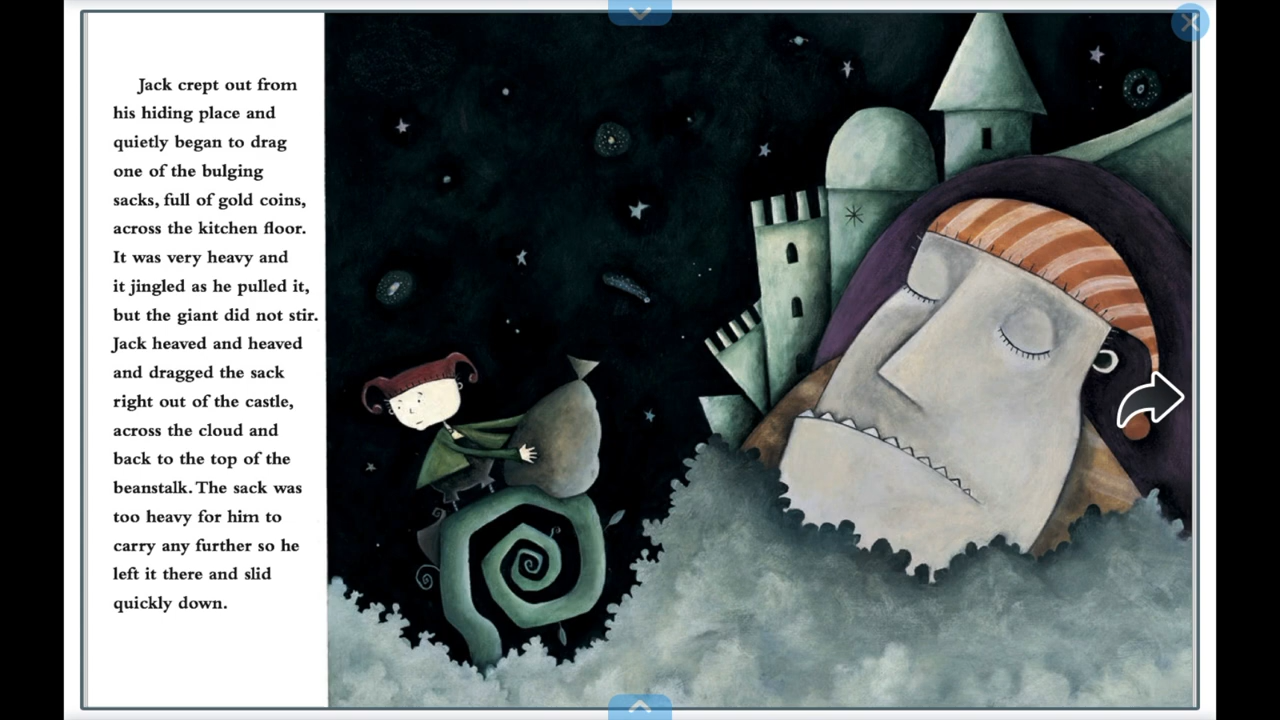 Jack crept out from
his hiding place and
quietly began to drag
one of the bulging
sacks, full of gold coins,
across the kitchen floor.
It was very heavy and
it jingled as he pulled it,
but the giant did not stir.
Jack heaved and heaved
and dragged the sack
right out of the castle,
across the cloud and
back to the top of the
beanstalk. The sack was
too heavy for him to
carry any further so he
left it there and slid
quickly down.